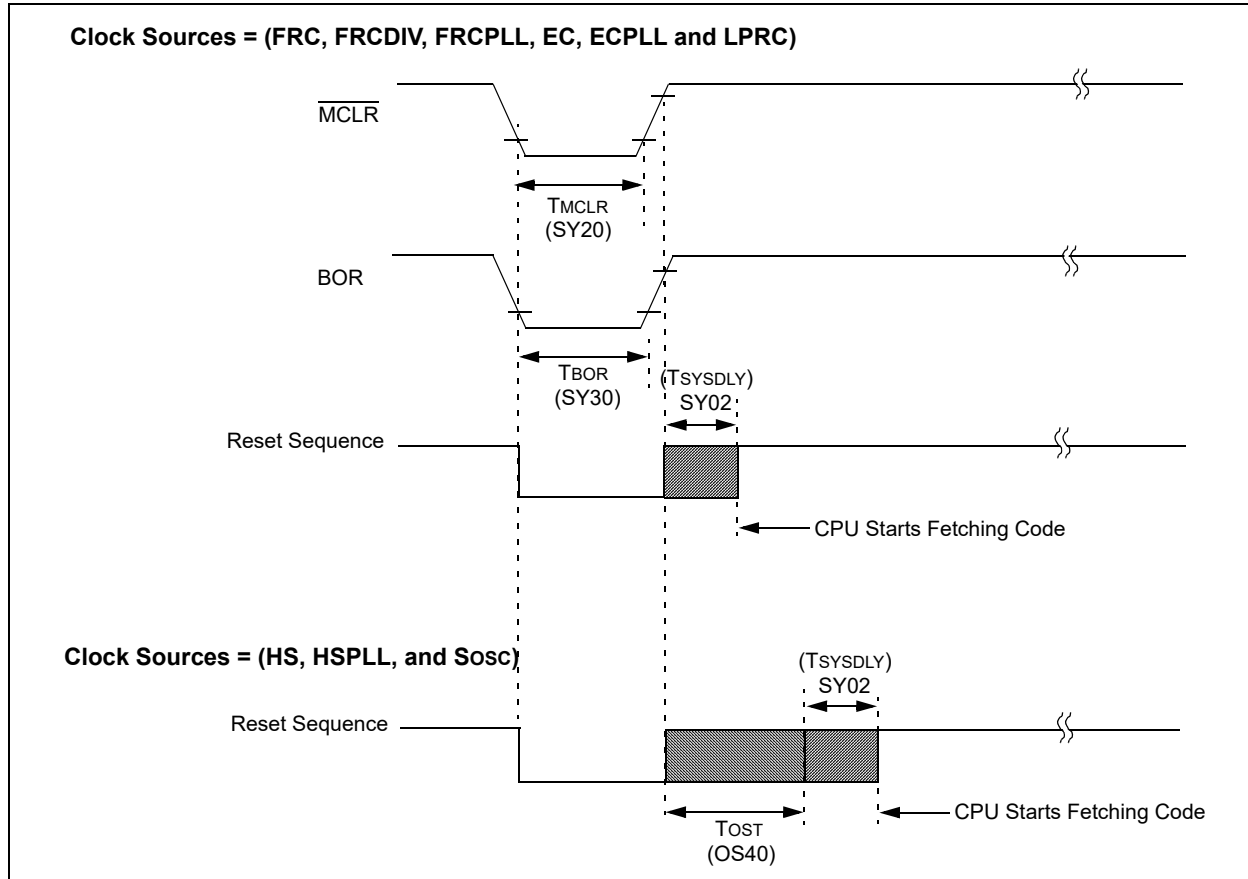 Clock Sources = (FRC, FRCDIV, FRCPLL, EC, ECPLL and LPRC)
MCLR
TMCLR
(SY20)
BOR
TBOR
(SY30)
(TSYSDLY)
SY02
Reset Sequence
CPU Starts Fetching Code
Clock Sources = (HS, HSPLL, and SOSC)
(TSYSDLY)
SY02
Reset Sequence
CPU Starts Fetching Code
TOST
(OS40)